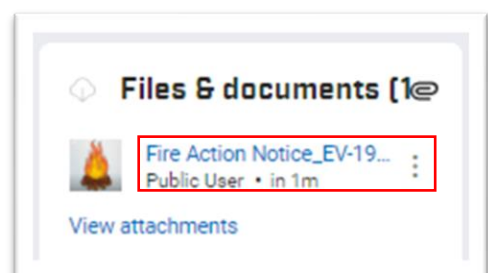 Files & documents (1
Fire Action Notice_EV-19...
Public User • in 1m
View attachments